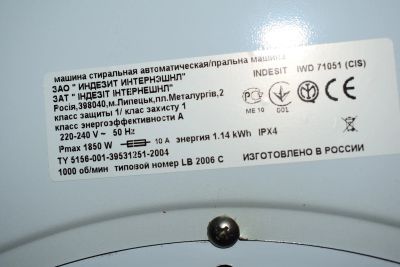 машина стиральная автоматическая/пральна машина
ЗАО " ИНДЕЗИТ ИНТЕРНЭШНЛ" INDESIT IWD 71051 (CIS)
ЗАТ " ІНДЕЗІТ ІНТЕРНЕШНЛ"
Росія,398040,м.Липецьк,пл.Металургів,2
класс защиты 1/ клас захисту 1
класс энергоэффективности А
ME 10 001
220-240 V ~ 50 Hz
Pmax 1850 W 10 A энергия 1.14 kWh IPX4
ТУ 5156-001-39531251-2004
1000 об/мин типовой номер LB 2006 C ИЗГОТОВЛЕНО В РОССИИ